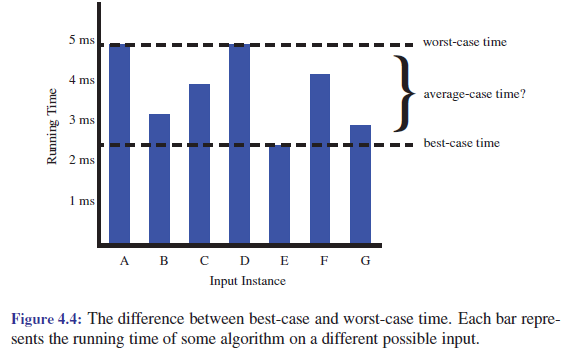 5 ms
worst-case time
4 ms
average-case time?
3 ms
best-case time
2 ms
1 ms
Running Time
A B C D E F G
Input Instance
Figure 4.4: The difference between best-case and worst-case time. Each bar repre-
sents the running time of some algorithm on a different possible input.